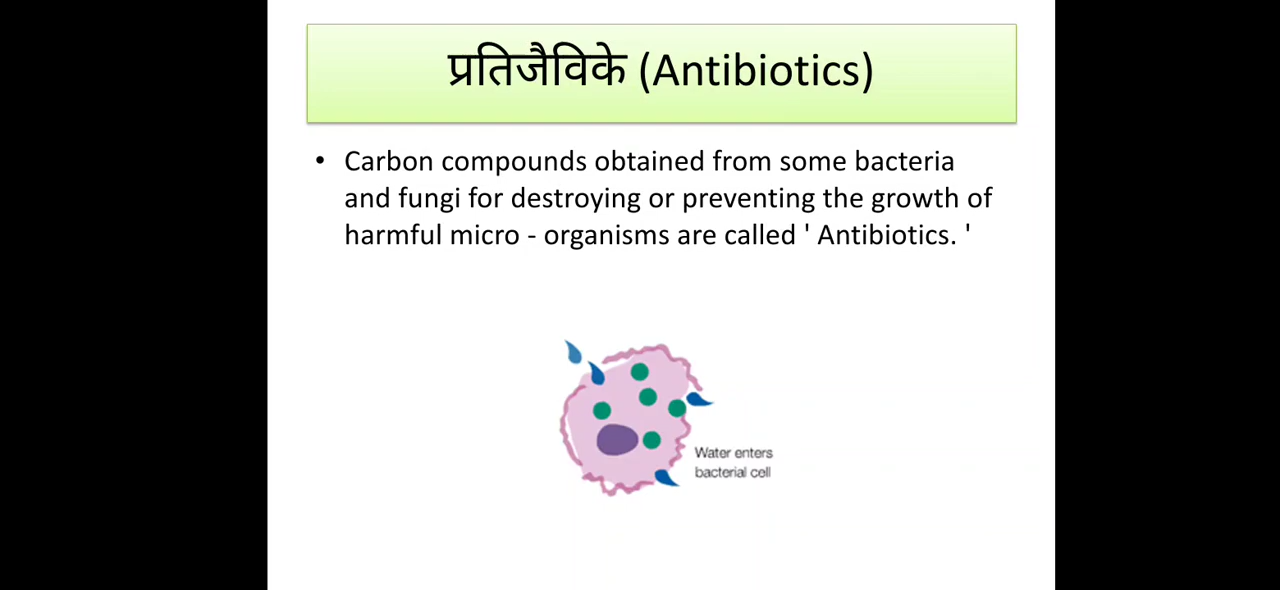 प्रतिजैविके (Antibiotics)
• Carbon compounds obtained from some bacteria
and fungi for destroying or preventing the growth of
harmful micro - organisms are called ' Antibiotics. '
Water enters
bacterial cell